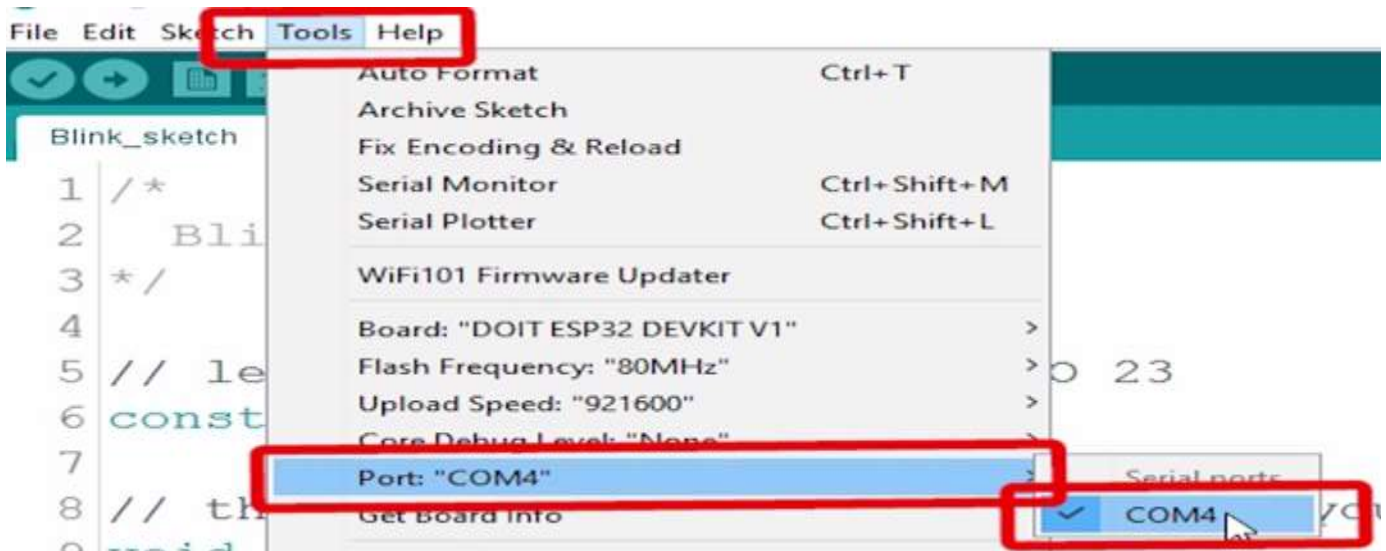 File Edit Sketch Tools Help
Auto Format Ctrl+T
Archive Sketch
Blink_sketch
Fix Encoding & Reload
1 /*
Serial Monitor Ctrl+Shift+M
2 Bli
Serial Plotter Ctrl+Shift+L
3 */
WiFi101 Firmware Updater
4
Board: "DOIT ESP32 DEVKIT V1" >
5 // le
Flash Frequency: "80MHz" >
O 23
6 const
Upload Speed: "921600" >
Core Debug Level: "None" >
7
Port: "COM4"
Serial ports
8 // th
Get Board Info
COM4
you
9 void